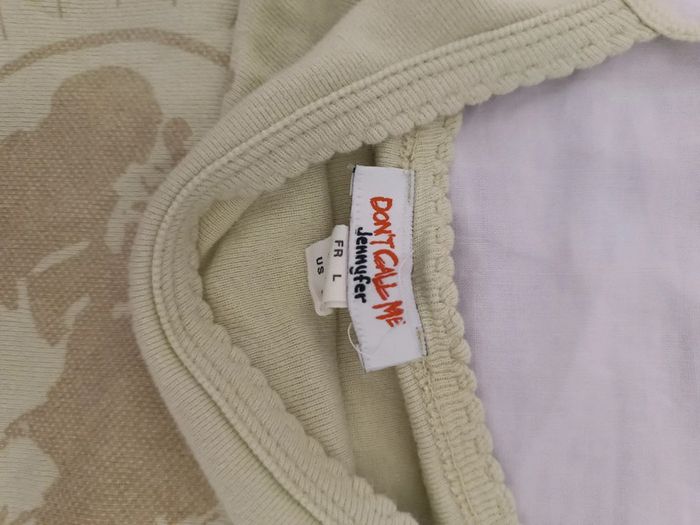 DON'T CALL ME
Jennyfer
FR L
US